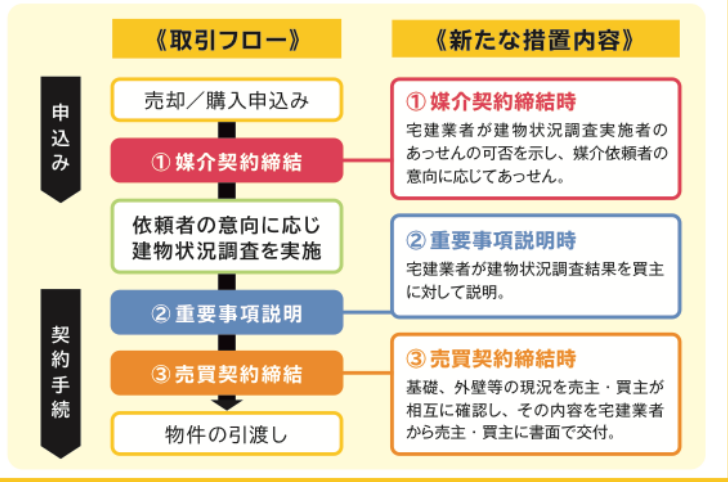 《取引フロー》
《新たな措置内容》
申込み
売却／購入申込み
①媒介契約締結
依頼者の意向に応じ
建物状況調査を実施
契約手続
②重要事項説明
③売買契約締結
物件の引渡し
①媒介契約締結時
宅建業者が建物状況調査実施者の
あっせんの可否を示し、媒介依頼者の
意向に応じてあっせん。
②重要事項説明時
宅建業者が建物状況調査結果を買主
に対して説明。
③売買契約締結時
基礎、外壁等の現況を売主・買主が
相互に確認し、その内容を宅建業者
から売主・買主に書面で交付。